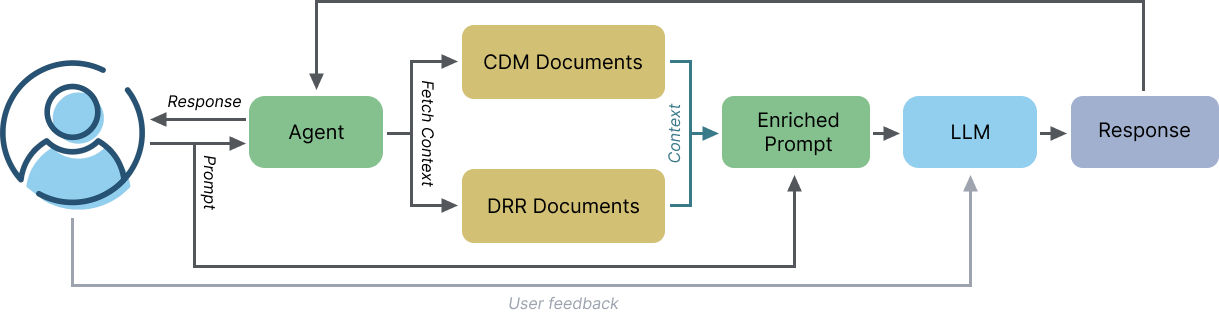 Response
Prompt
Agent
Fetch Context
CDM Documents
DRR Documents
Context
Enriched
Prompt
LLM
Response
User feedback